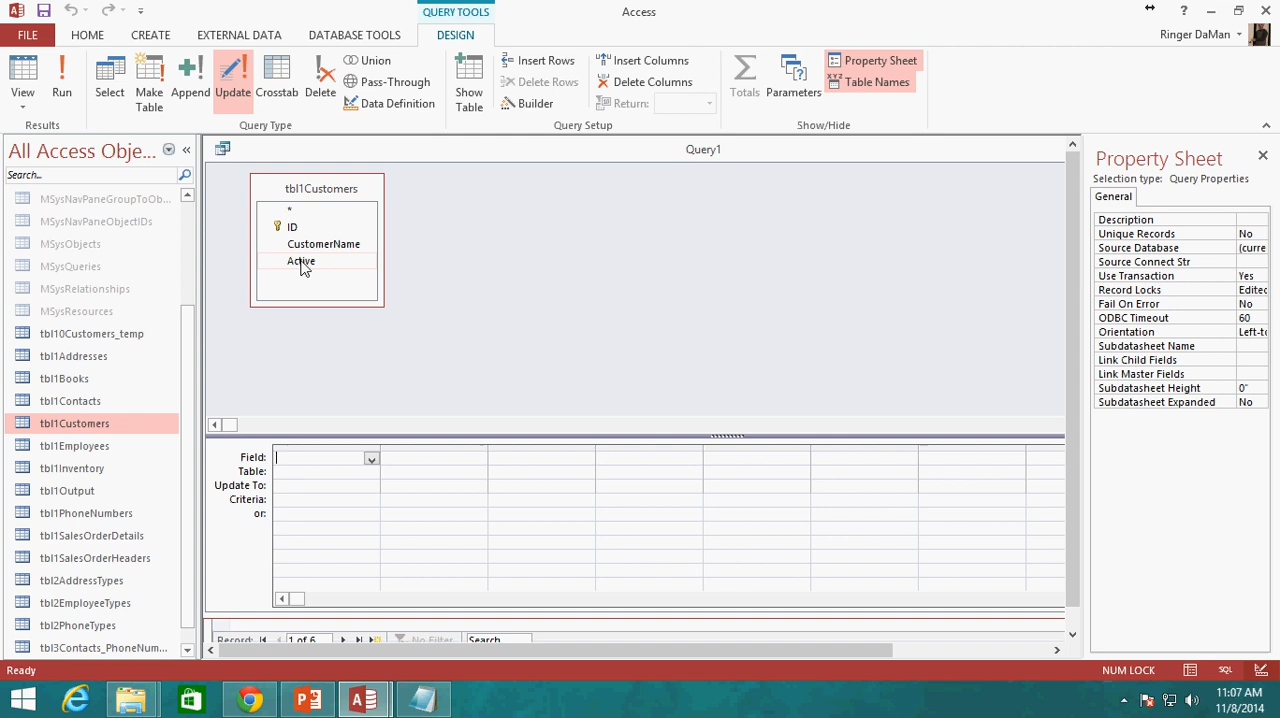 QUERY TOOLS
Access
?
FILE
HOME
CREATE
EXTERNAL DATA
DATABASE TOOLS
DESIGN
Ringer DaMan
View
Run
Select
Make
Table
Append
Update
Crosstab
Delete
Union
Pass-Through
Data Definition
Show
Table
Insert Rows
Delete Rows
Builder
Insert Columns
Delete Columns
Return:
Totals
Parameters
Property Sheet
XYZ Table Names
Results
Query Type
Query Setup
Show/Hide
All Access Obje...
Search...
MSysNavPaneGroupToOb...
MSysNavPaneObjectIDs
MSysObjects
MSysQueries
MSysRelationships
MSysResources
tbl10Customers_temp
tbl1Addresses
tbl1Books
tbl1Contacts
tbl1Customers
tbl1Employees
tbl1Inventory
tbl1Output
tbl1PhoneNumbers
tbl1SalesOrderDetails
tbl1SalesOrderHeaders
tbl2AddressTypes
tbl2EmployeeTypes
tbl2PhoneTypes
tbl3Contacts_PhoneNum...
Query1
tbl1Customers
*
ID
CustomerName
Active
Field:
Table:
Update To:
Criteria:
or:
Record: 1 of 6 No Filter Search
Property Sheet
Selection type: Query Properties
General
Description
Unique Records No
Source Database (curre
Source Connect Str
Use Transaction Yes
Record Locks Edited
Fail On Error No
ODBC Timeout 60
Orientation Left-to
Subdatasheet Name
Link Child Fields
Link Master Fields
Subdatasheet Height 0"
Subdatasheet Expanded No
Ready
NUM LOCK
SQL
11:07 AM
11/8/2014